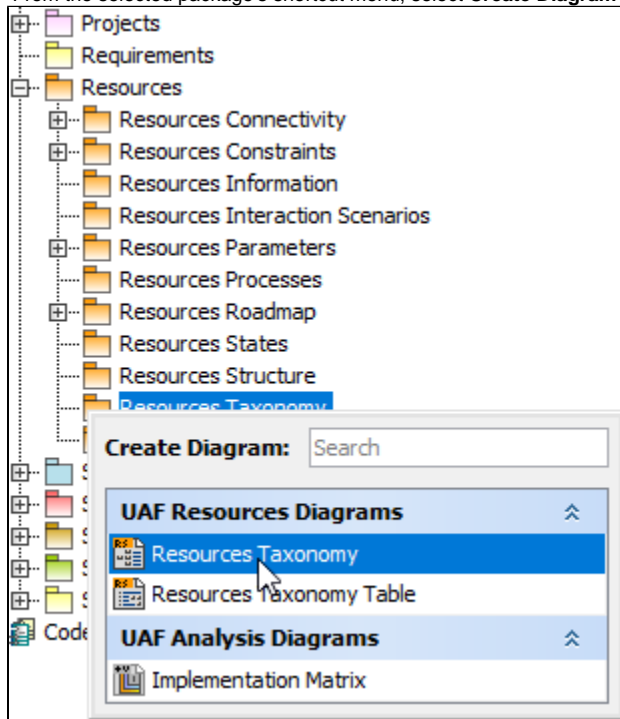 From the selected package's shortcut menu, select Create Diagram
Projects
Requirements
Resources
Resources Connectivity
Resources Constraints
Resources Information
Resources Interaction Scenarios
Resources Parameters
Resources Processes
Resources Roadmap
Resources States
Resources Structure
Resources Taxonomy
Create Diagram: Search
UAF Resources Diagrams
Resources Taxonomy
Resources Taxonomy Table
UAF Analysis Diagrams
Code
Implementation Matrix